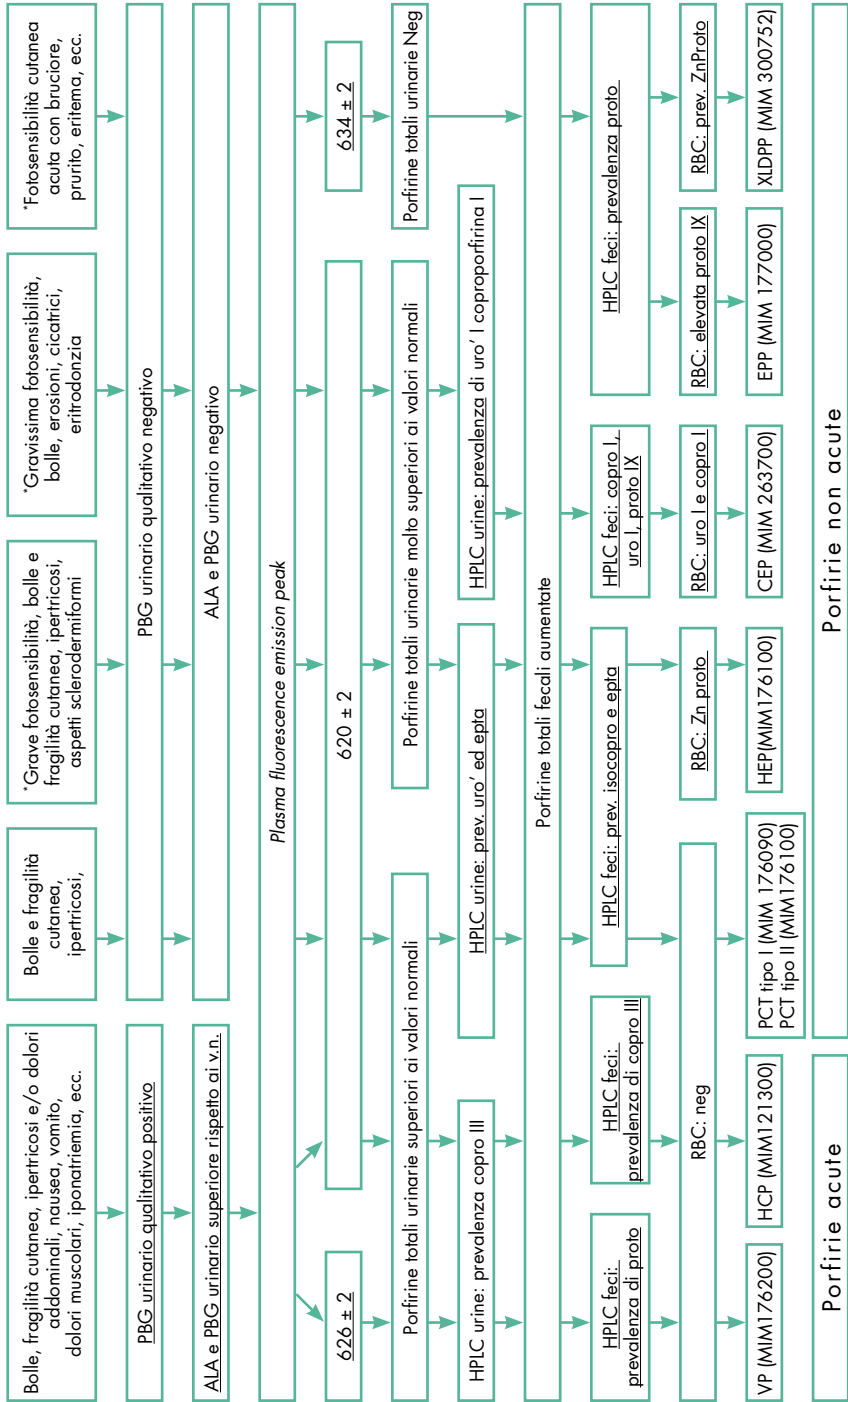 Bolle, fragilità cutanea, ipertricosi e/o dolori
addominali, nausea, vomito,
dolori muscolari, iponatriemia, ecc.
Bolle e fragilità
cutanea,
ipertricosi,
*Grave fotosensibilità, bolle e
fragilità cutanea, ipertricosi,
aspetti sclerodermiformi
*Gravissima fotosensibilità,
bolle, erosioni, cicatrici,
eritrodonzia
*Fotosensibilità cutanea
acuta con bruciore,
prurito, eritema, ecc.
PBG urinario qualitativo positivo
PBG urinario qualitativo negativo
ALA e PBG urinario superiore rispetto ai v.n.
ALA e PBG urinario negativo
Plasma fluorescence emission peak
626 ± 2
620 ± 2
634 ± 2
Porfirine totali urinarie superiori ai valori normali
Porfirine totali urinarie molto superiori ai valori normali
Porfirine totali urinarie Neg
HPLC urine: prevalenza copro III
HPLC urine: prev. uro' ed epta
HPLC urine: prevalenza di uro' I coproporfirina I
Porfirine totali fecali aumentate
HPLC feci:
prevalenza di proto
HPLC feci:
prevalenza di copro III
HPLC feci: prev. isocopro e epta
HPLC feci: copro I,
uro I, proto IX
HPLC feci: prevalenza proto
RBC: neg
RBC: Zn proto
RBC: uro I e copro I
RBC: elevata proto IX
RBC: prev. ZnProto
VP (MIM176200)
HCP (MIM121300)
PCT tipo I (MIM 176090)
PCT tipo II (MIM176100)
HEP(MIM176100)
CEP (MIM 263700)
EPP (MIM 177000)
XLDPP (MIM 300752)
Porfirie acute
Porfirie non acute